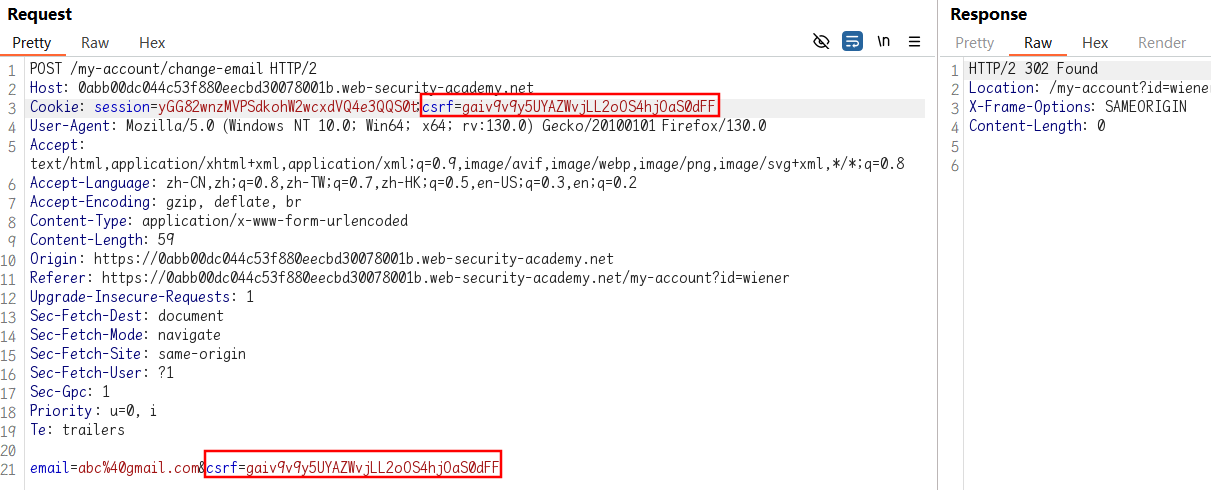 Request
Pretty Raw Hex
\n
1 POST /my-account/change-email HTTP/2
2 Host: 0abb00dc044c53f880eecbd30078001b.web-security-academy.net
3 Cookie: session=yGG82wnzMVPSdkohW2wcxdVQ4e3QQS0t;csrf=gaiv9v9y5UYAZWvjLL2oOS4hjOaS0dFF
4 User-Agent: Mozilla/5.0 (Windows NT 10.0; Win64; x64; rv:130.0) Gecko/20100101 Firefox/130.0
5 Accept:
text/html,application/xhtml+xml,application/xml;q=0.9,image/avif,image/webp,image/png,image/svg+xml,*/*;q=0.8
6 Accept-Language: zh-CN,zh;q=0.8,zh-TW;q=0.7,zh-HK;q=0.5,en-US;q=0.3,en;q=0.2
7 Accept-Encoding: gzip, deflate, br
8 Content-Type: application/x-www-form-urlencoded
9 Content-Length: 59
10 Origin: https://0abb00dc044c53f880eecbd30078001b.web-security-academy.net
11 Referer: https://0abb00dc044c53f880eecbd30078001b.web-security-academy.net/my-account?id=wiener
12 Upgrade-Insecure-Requests: 1
13 Sec-Fetch-Dest: document
14 Sec-Fetch-Mode: navigate
15 Sec-Fetch-Site: same-origin
16 Sec-Fetch-User: ?1
17 Sec-Gpc: 1
18 Priority: u=0, i
19 Te: trailers
20
21 email=abc%40gmail.com&csrf=gaiv9v9y5UYAZWvjLL2oOS4hjOaS0dFF
Response
Pretty Raw Hex Render
1 HTTP/2 302 Found
2 Location: /my-account?id=wiene
3 X-Frame-Options: SAMEORIGIN
4 Content-Length: 0
5
6